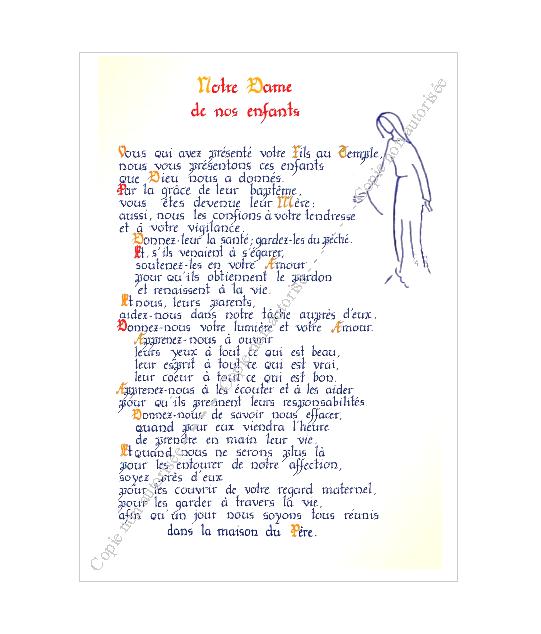 Notre Dame
de nos enfants
Vous qui avez présenté votre Fils au Temple,
nous vous présentons ces enfants
que Dieu nous a donnés.
Par la grâce de leur baptême,
vous êtes devenue leur Mère:
aussi, nous les confions à votre tendresse
et à votre vigilance.
Donnez-leur la santé; gardez-les du péché.
Et, s'ils venaient à s'égarer,
soutenez-les en votre Amour
pour qu'ils obtiennent le pardon
et renaissent à la vie.
Et nous, leurs parents,
aidez-nous dans notre tâche auprès d'eux.
Donnez-nous votre lumière et votre Amour.
Apprenez-nous à ouvrir
leurs yeux à tout ce qui est beau,
leur esprit à tout ce qui est vrai,
leur coeur à tout ce qui est bon.
Apprenez-nous à les écouter et à les aider
pour qu'ils prennent leurs responsabilités.
Donnez-nous de savoir nous effacer,
quand pour eux viendra l'heure
de prendre en main leur vie.
Et quand nous ne serons plus là
pour les entourer de notre affection,
soyez près d'eux
pour les couvrir de votre regard maternel,
pour les garder à travers la vie,
afin qu'un jour nous soyons tous réunis
dans la maison du Père.
Copie non autorisée
Copie non autorisée
Copie non autorisée